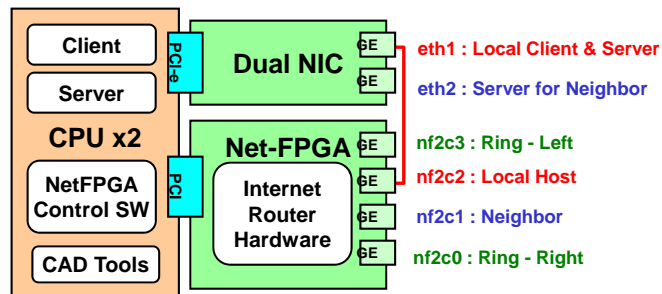 Client
Server
CPU x2
NetFPGA
Control SW
CAD Tools
PCI-e
PCI
Dual NIC
GE
GE
Net-FPGA
Internet
Router
Hardware
GE
GE
GE
GE
eth1 : Local Client & Server
eth2 : Server for Neighbor
nf2c3 : Ring - Left
nf2c2 : Local Host
nf2c1 : Neighbor
nf2c0 : Ring - Right